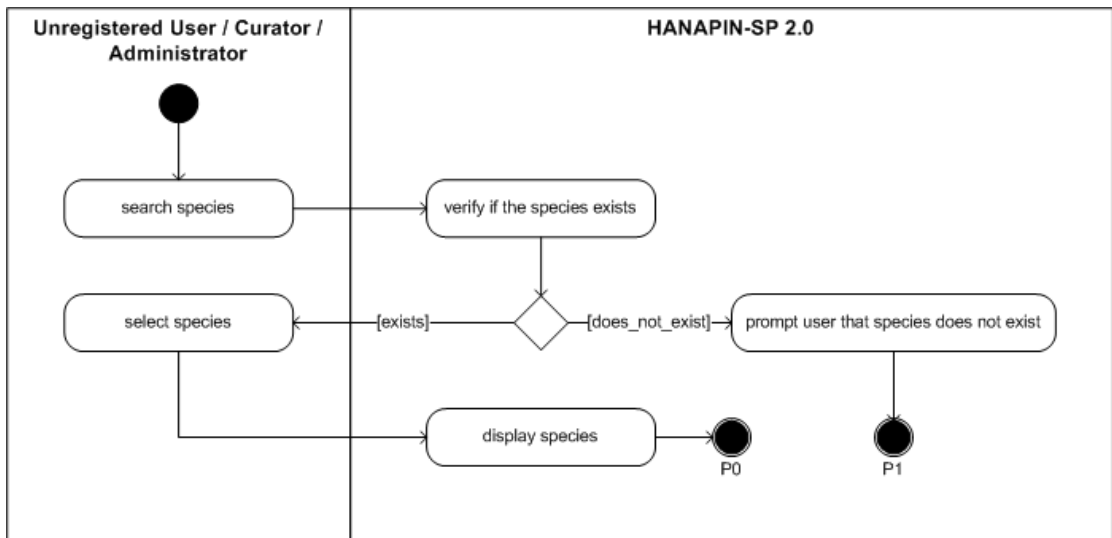 Unregistered User / Curator /
Administrator
HANAPIN-SP 2.0
search species
verify if the species exists
select species
[exists]
[does_not_exist]
prompt user that species does not exist
display species
P0
P1